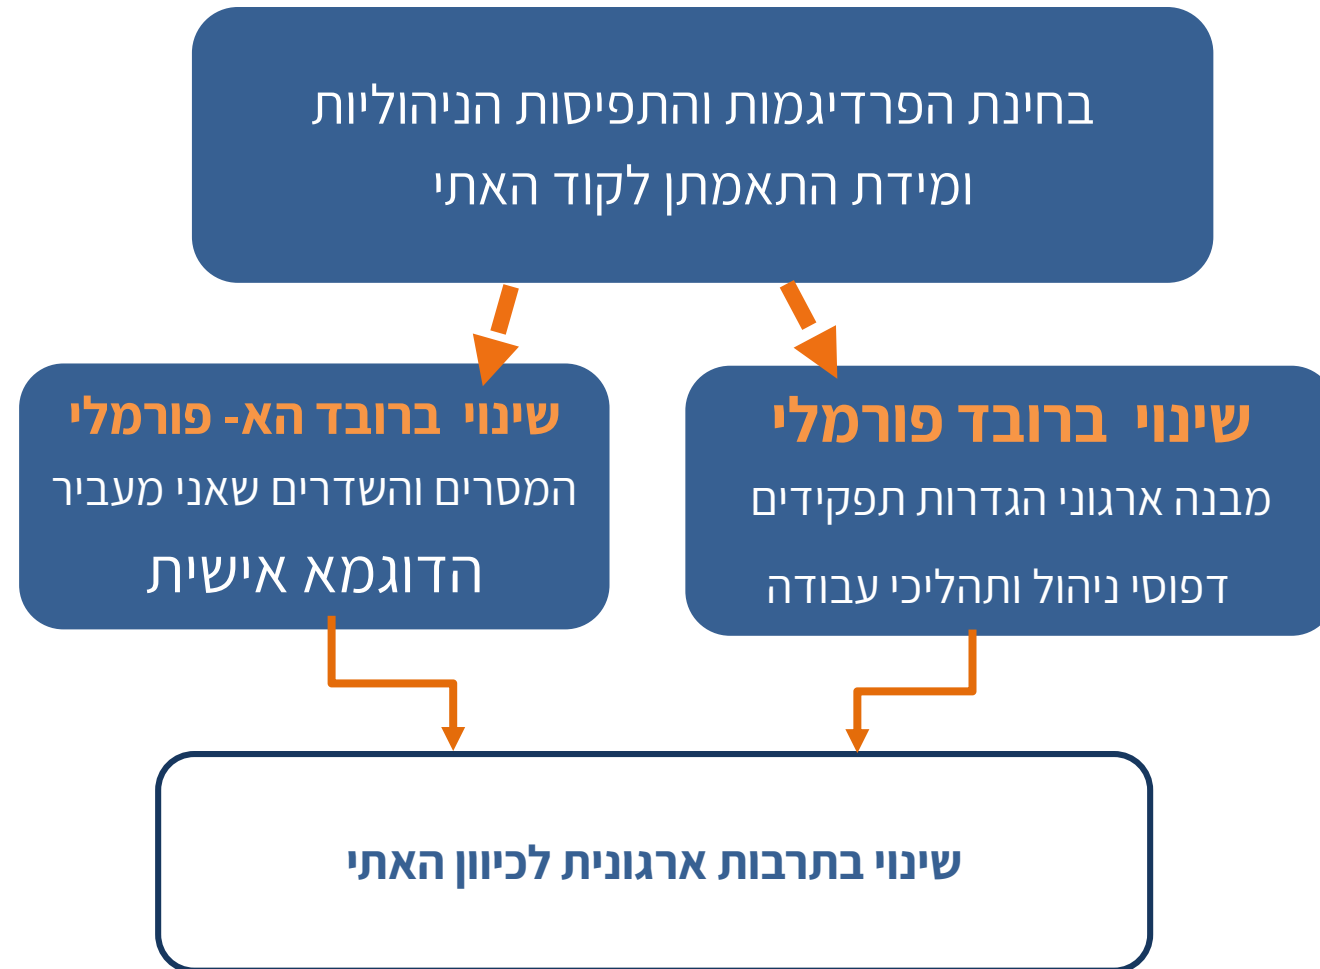 בחינת הפרדיגמות והתפיסות הניהוליות
ומידת התאמתן לקוד האתי
שינוי ברובד פורמלי
מבנה ארגוני הגדרות תפקידים
דפוסי ניהול ותהליכי עבודה
שינוי ברובד הא- פורמלי
המסרים והשדרים שאני מעביר
הדוגמא אישית
שינוי בתרבות ארגונית לכיוון האתי